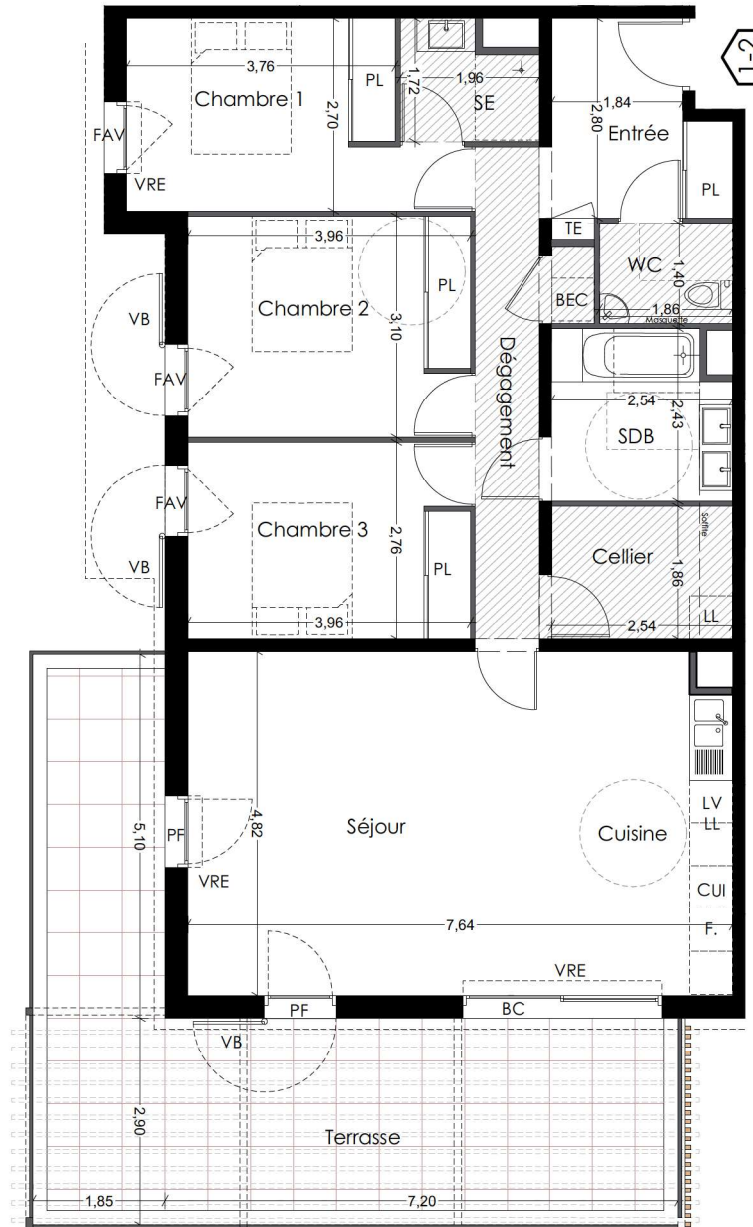 1-2
3,76
Chambre 1
PL
1,72
1,96
SE
2,70
1,84
2,80
Entrée
PL
FAV
VRE
TE
WC
1,40
1,86
Masquette
BEC
3,96
Chambre 2
PL
3,10
VB
FAV
Dégagement
2,54
2,43
SDB
FAV
VB
Chambre 3
2,76
PL
3,96
Soffite
Cellier
1,86
2,54
LL
5,10
PF
VRE
4,82
Séjour
Cuisine
LV
LL
CUI
F.
7,64
VRE
PF
BC
VB
2,90
Terrasse
1,85
7,20